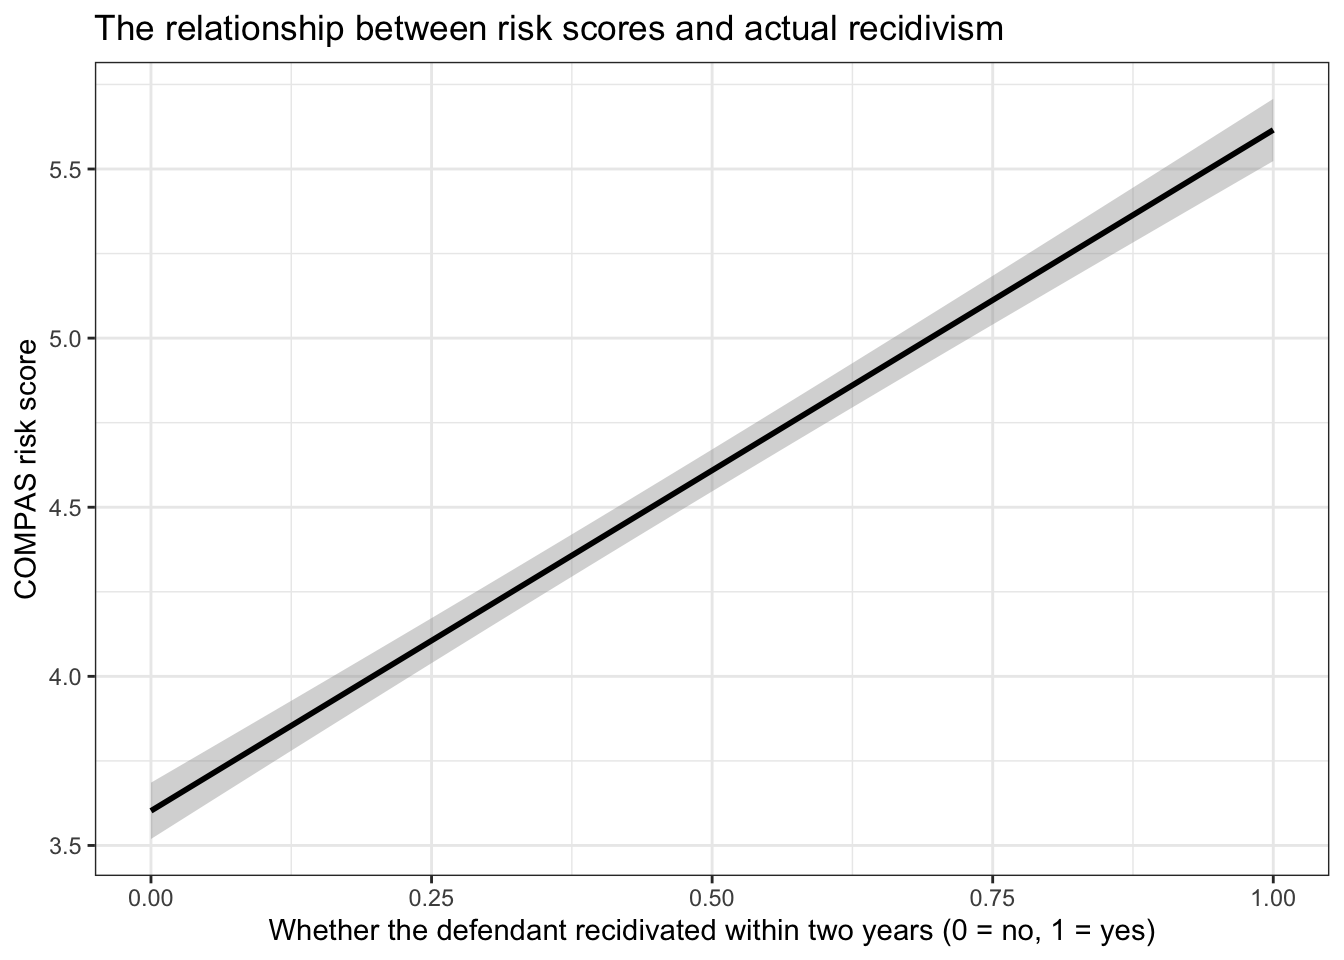 The relationship between risk scores and actual recidivism
COMPAS risk score
5.5
5.0
4.5
4.0
3.5
0.00 0.25 0.50 0.75 1.00
Whether the defendant recidivated within two years (0 = no, 1 = yes)